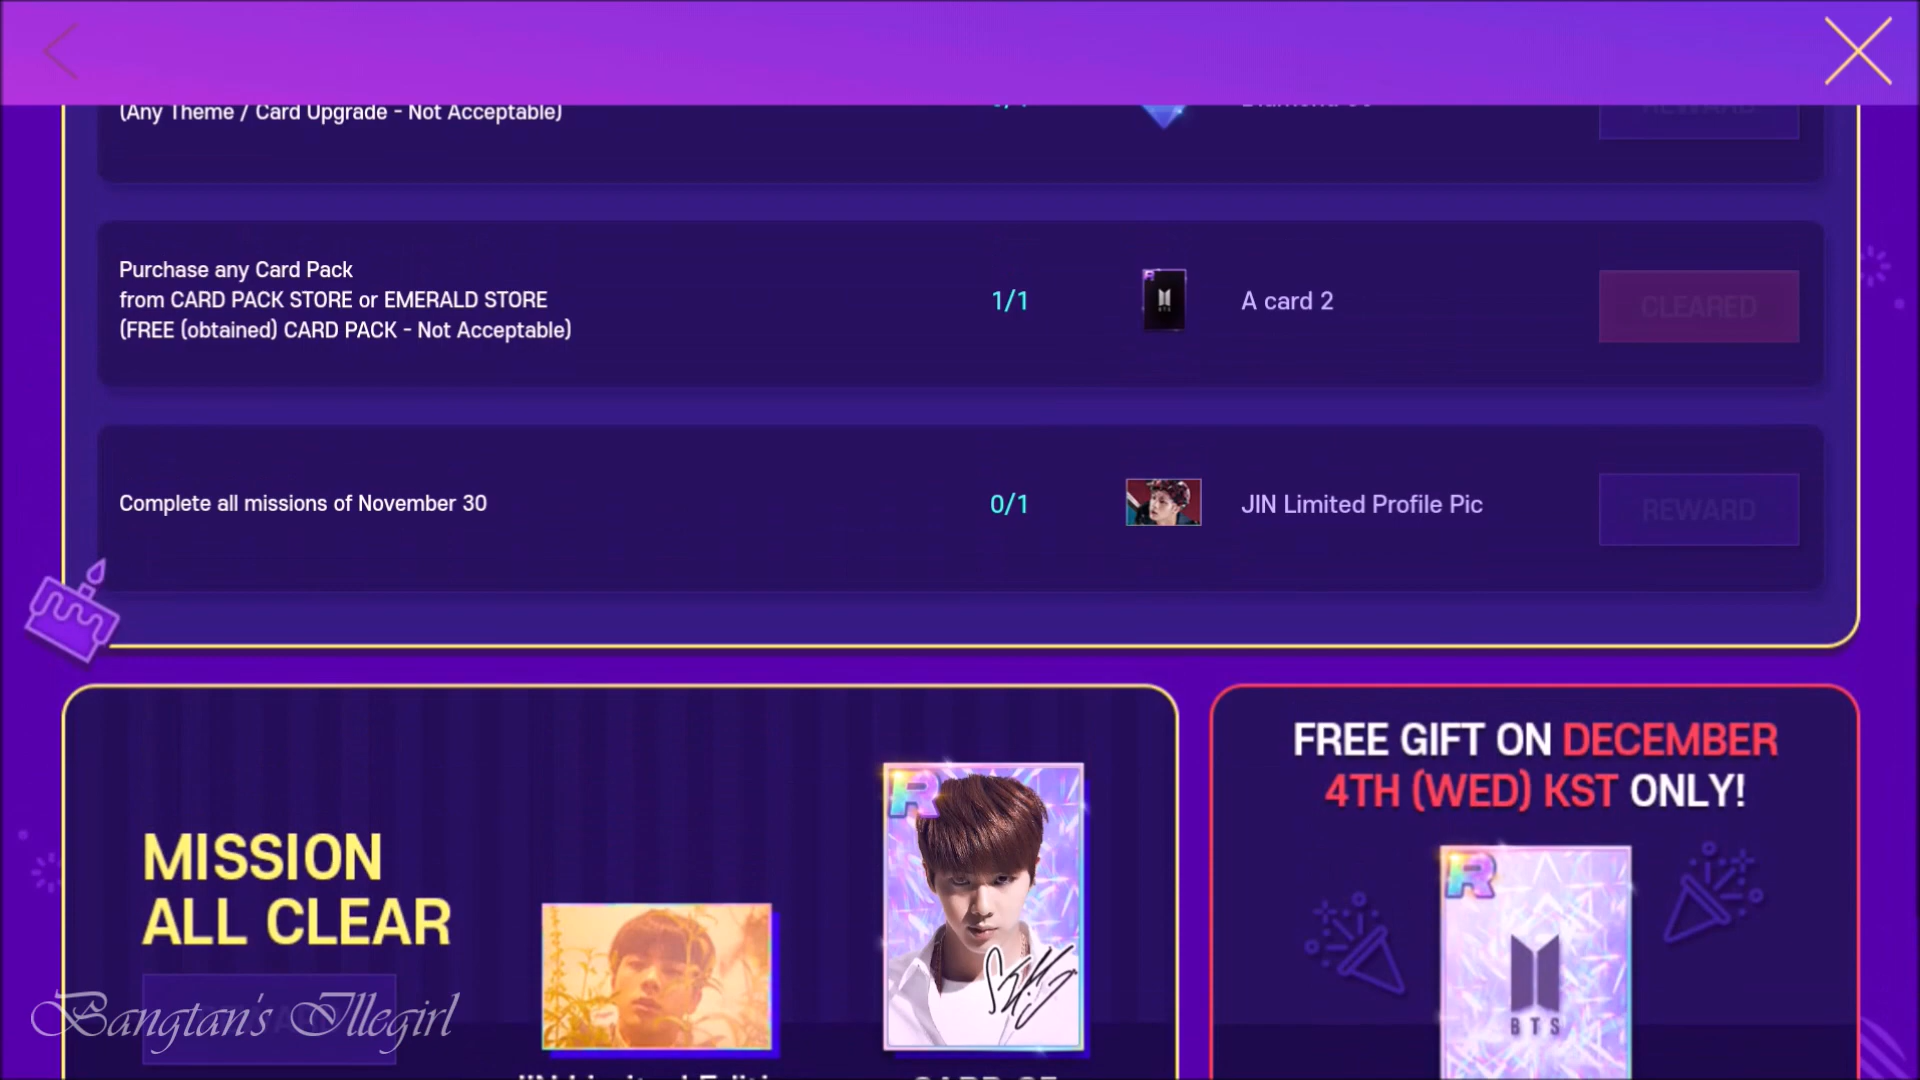 (Any Theme / Card Upgrade - Not Acceptable)
REWARD
Purchase any Card Pack
from CARD PACK STORE or EMERALD STORE
(FREE (obtained) CARD PACK - Not Acceptable)
1/1
BTS
A card 2
CLEARED
Complete all missions of November 30
0/1
JIN Limited Profile Pic
REWARD
MISSION
ALL CLEAR
R
Bangtan's Illegirl
FREE GIFT ON DECEMBER
4TH (WED) KST ONLY!
R
BTS